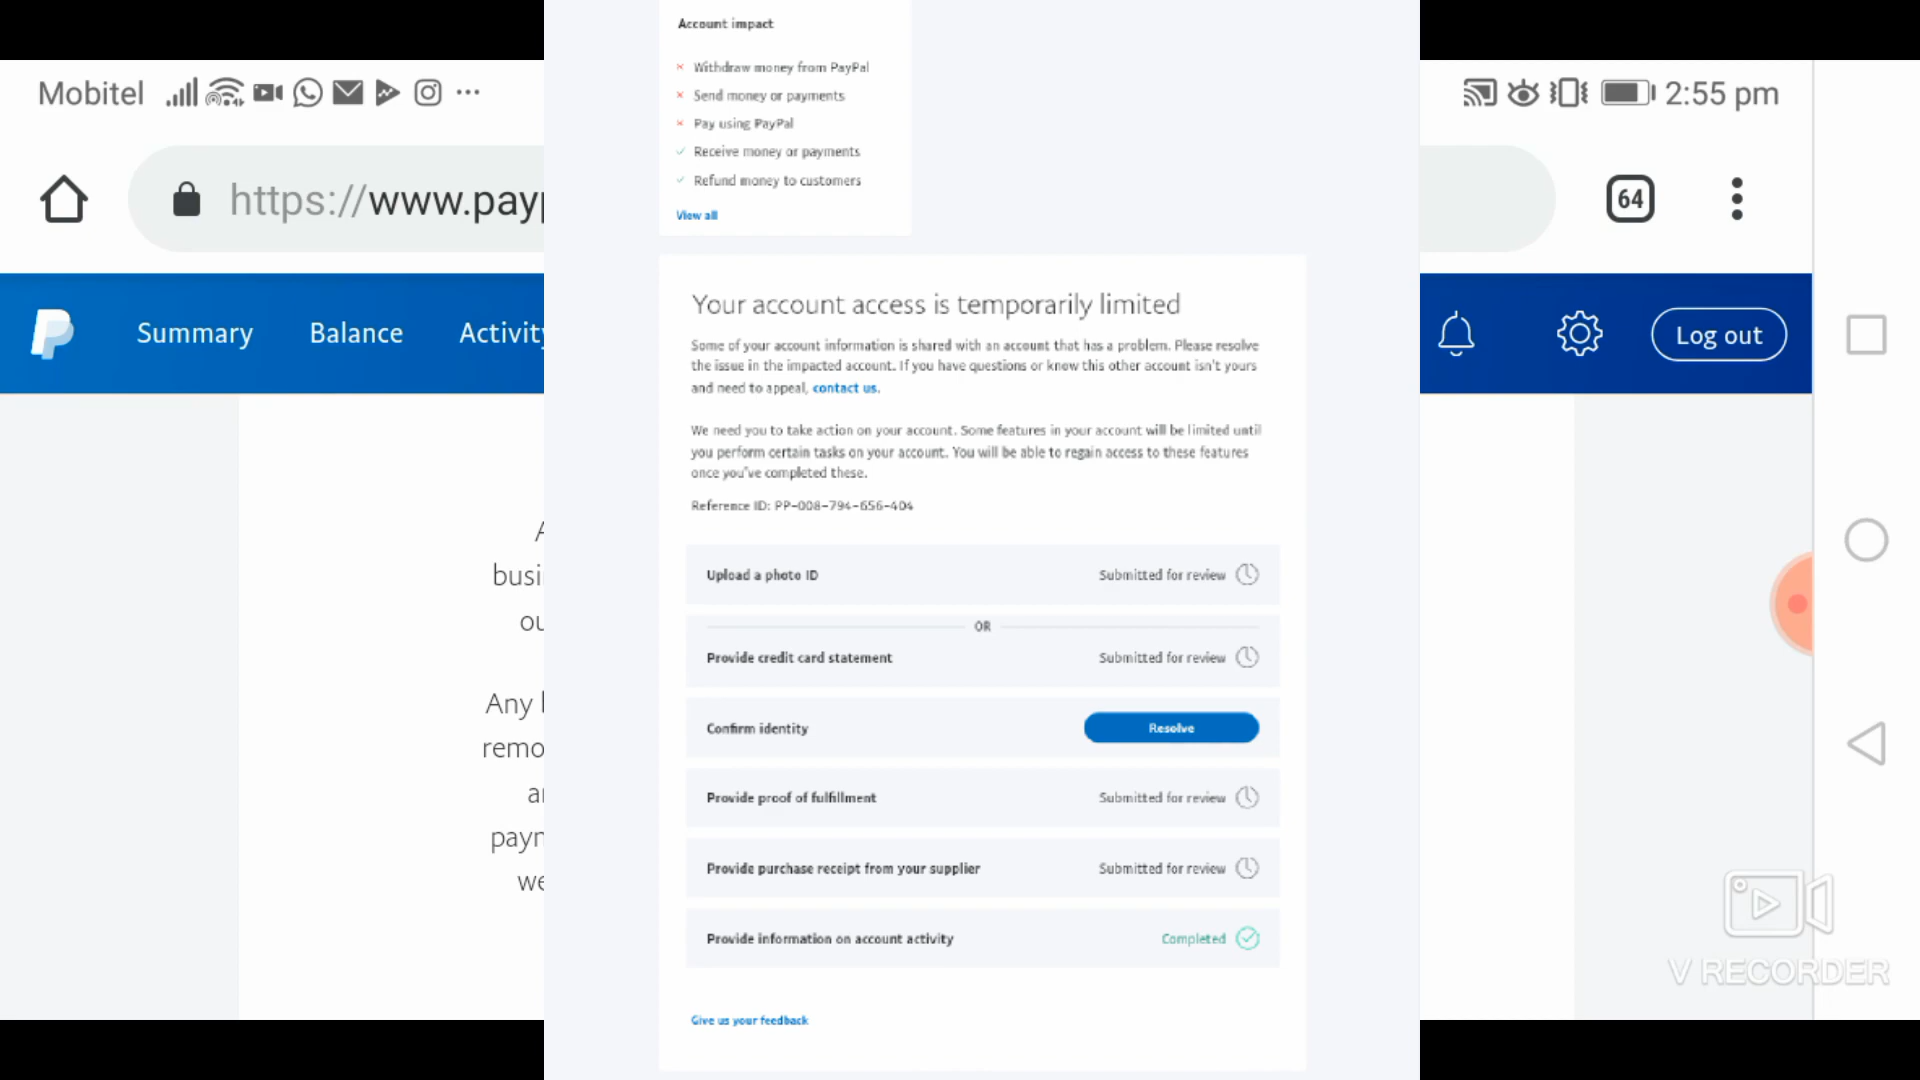 Mobitel
2:55 pm
https://www.payp
64
Summary
Balance
Activity
Log out
busi
ou
Any
remo
payn
we
Account impact
Withdraw money from PayPal
Send money or payments
Pay using PayPal
Receive money or payments
Refund money to customers
View all
Your account access is temporarily limited
Some of your account information is shared with an account that has a problem. Please resolve
the issue in the impacted account. If you have questions or know this other account isn't yours
and need to appeal, contact us.
We need you to take action on your account. Some features in your account will be limited until
you perform certain tasks on your account. You will be able to regain access to these features
once you've completed these.
Reference ID: PP-008-794-656-404
Upload a photo ID Submitted for review
OR
Provide credit card statement Submitted for review
Confirm identity Resolve
Provide proof of fulfillment Submitted for review
Provide purchase receipt from your supplier Submitted for review
Provide information on account activity Completed
Give us your feedback
V RECORDER